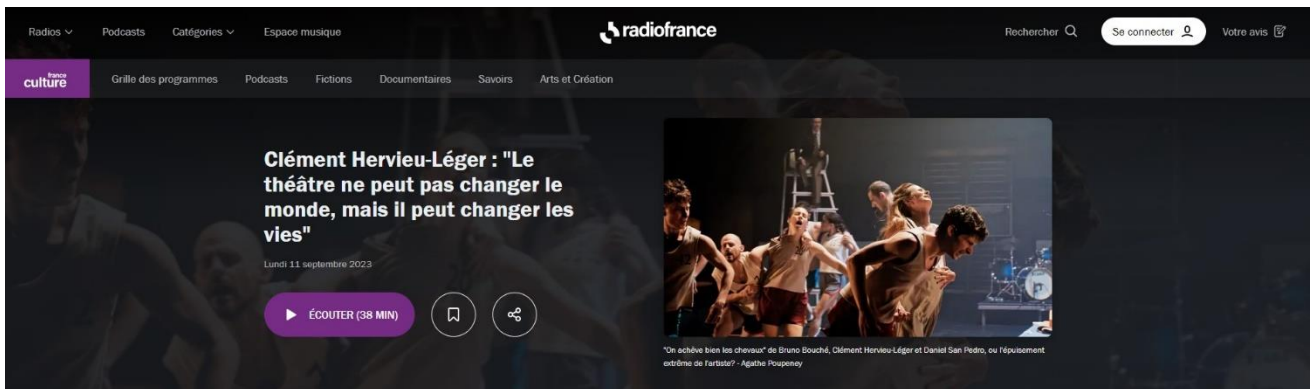 Radios Podcasts Catégories Espace musique radiofrance Rechercher Se connecter Votre avis
france
culture Grille des programmes Podcasts Fictions Documentaires Savoirs Arts et Création
Clément Hervieu-Léger : "Le
théâtre ne peut pas changer le
monde, mais il peut changer les
vies"
Lundi 11 septembre 2023
ÉCOUTER (38 MIN)
"On achève bien les chevaux" de Bruno Bouché, Clément Hervieu-Léger et Daniel San Pedro, ou l'épuisement
extrême de l'artiste? - Agathe Poupeney